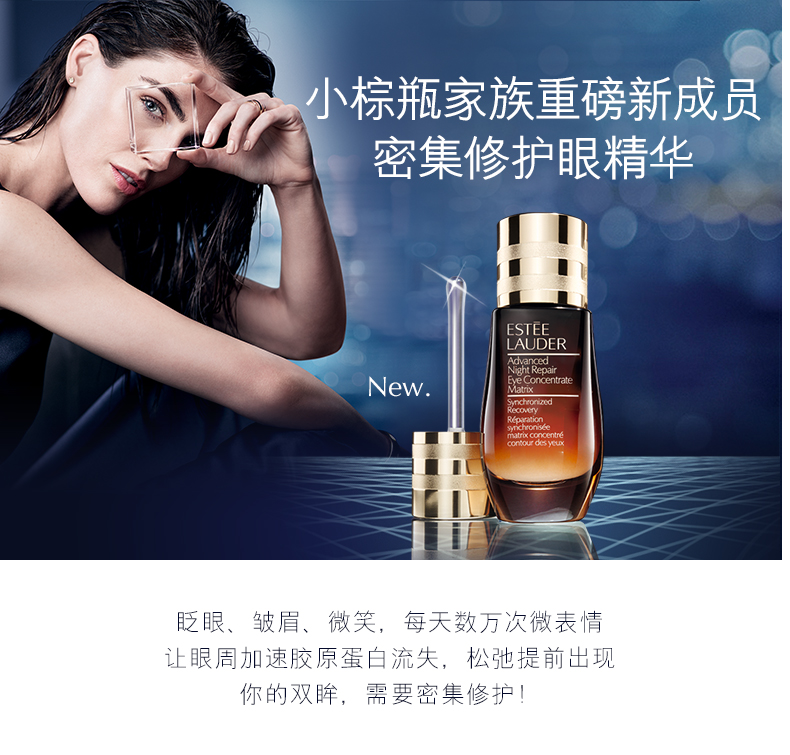 小棕瓶家族重磅新成员
密集修护眼精华
New.
ESTĒE
LAUDER
Advanced
Night Repair
Eye Concentrate
Matrix
Synchronized
Recovery
Réparation
synchronisée
matrix concentré
contour des yeux
眨眼、皱眉、微笑，每天数万次微表情
让眼周加速胶原蛋白流失，松弛提前出现
你的双眸，需要密集修护！